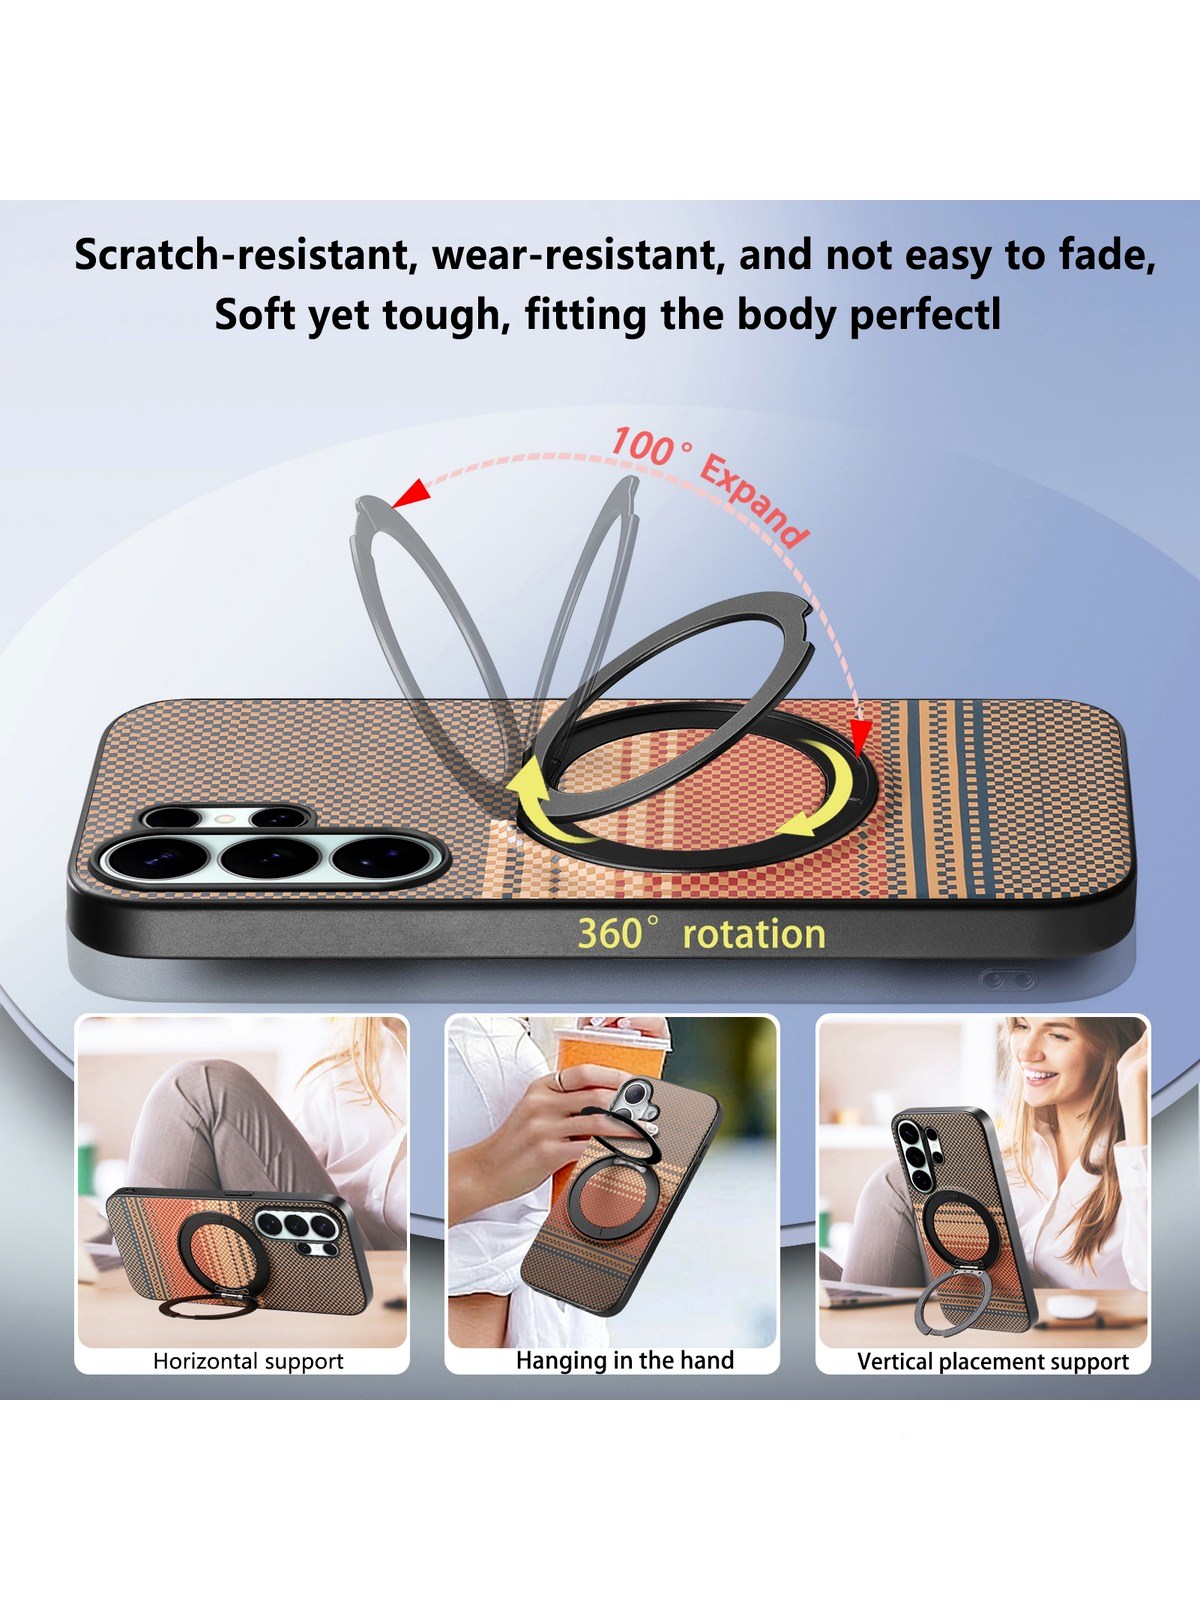 Scratch-resistant, wear-resistant, and not easy to fade,
Soft yet tough, fitting the body perfectl
100° Expand
360° rotation
Horizontal support
Hanging in the hand
Vertical placement support